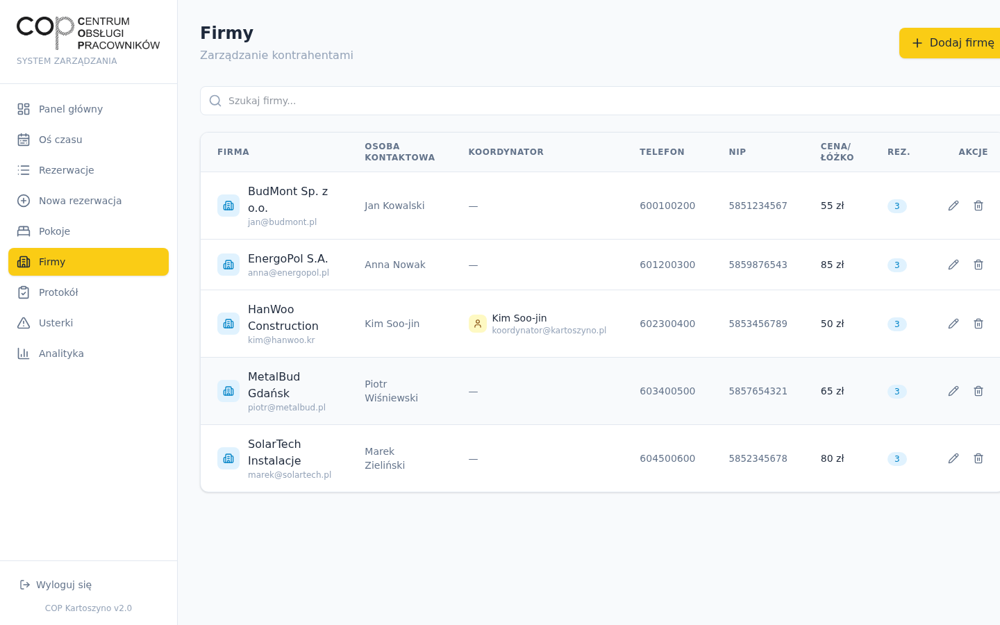 COP CENTRUM
OBSŁUGI
PRACOWNIKÓW
SYSTEM ZARZĄDZANIA
Panel główny
Oś czasu
Rezerwacje
Nowa rezerwacja
Pokoje
Firmy
Protokół
Usterki
Analityka
Wyloguj się
COP Kartoszyno v2.0
Firmy
Zarządzanie kontrahentami
Dodaj firmę
Szukaj firmy...
FIRMA OSOBA KONTAKTOWA KOORDYNATOR TELEFON NIP CENA/ŁÓŻKO REZ. AKCJE
BudMont Sp. z o.o.
jan@budmont.pl
Jan Kowalski — 600100200 5851234567 55 zł 3
EnergoPol S.A.
anna@energopol.pl
Anna Nowak — 601200300 5859876543 85 zł 3
HanWoo Construction
kim@hanwoo.kr
Kim Soo-jin
Kim Soo-jin
koordynator@kartoszyno.pl
602300400 5853456789 50 zł 3
MetalBud Gdańsk
piotr@metalbud.pl
Piotr Wiśniewski — 603400500 5857654321 65 zł 3
SolarTech Instalacje
marek@solartech.pl
Marek Zieliński — 604500600 5852345678 80 zł 3